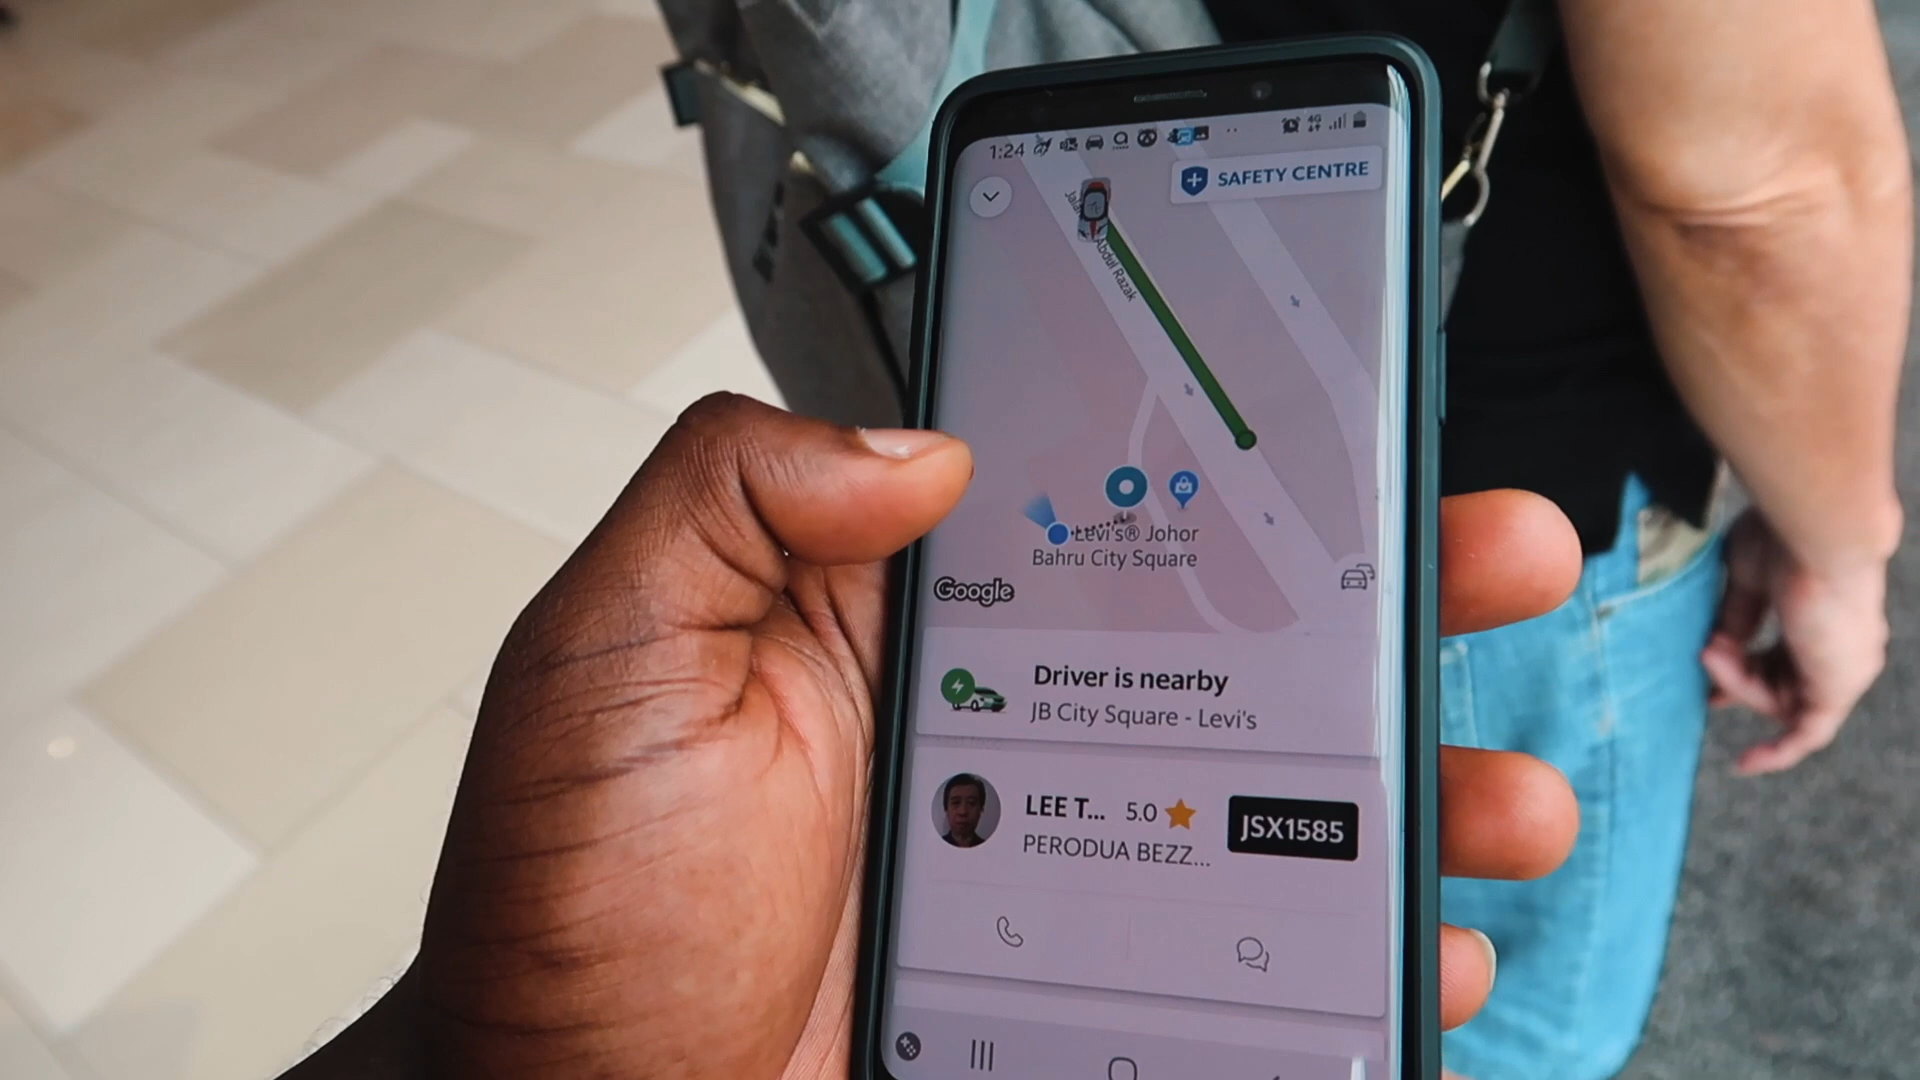 1:24
4G
SAFETY CENTRE
Abdul Razak
Levi's® Johor
Bahru City Square
Google
Driver is nearby
JB City Square - Levi's
LEE T... 5.0
JSX1585
PERODUA BEZZ...